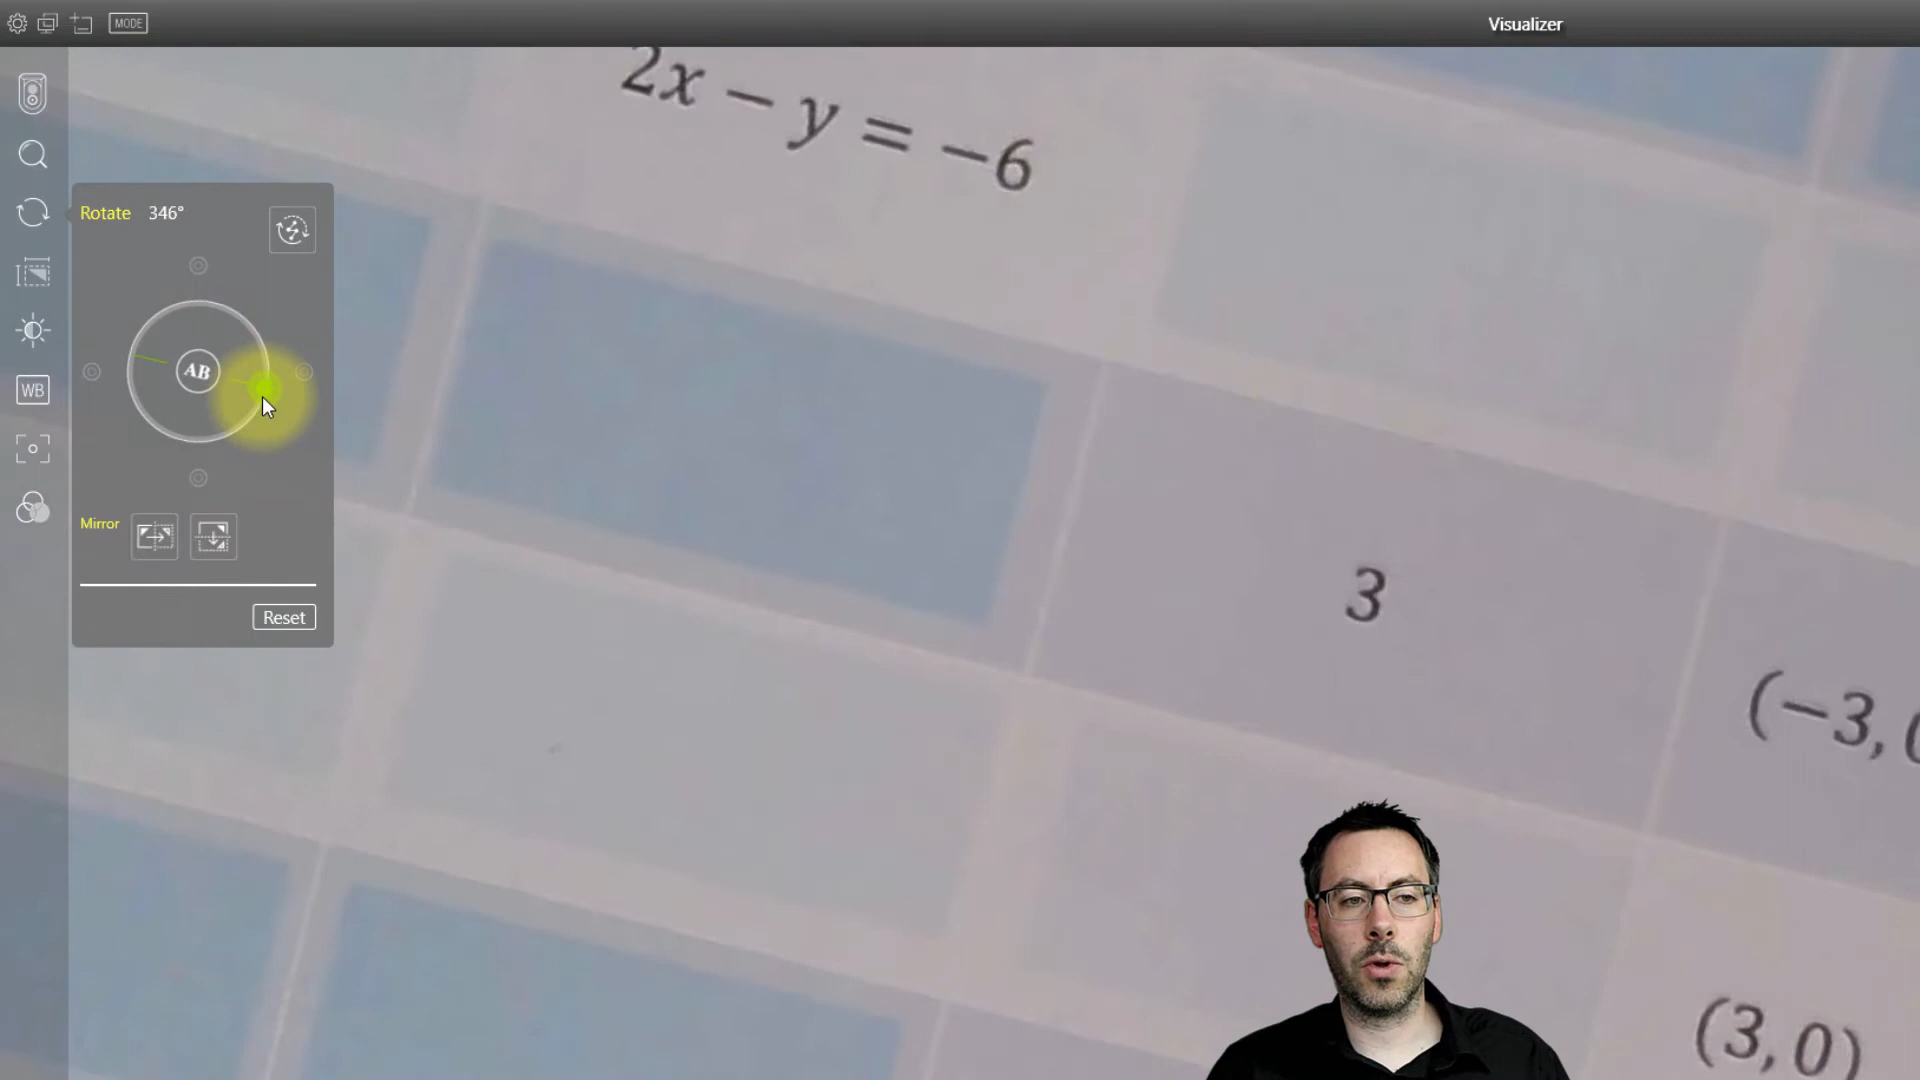 MODE
Visualizer
2x − y = −6
Rotate 346°
AB
WB
Mirror
3
(−3,
Reset
(3, 0)